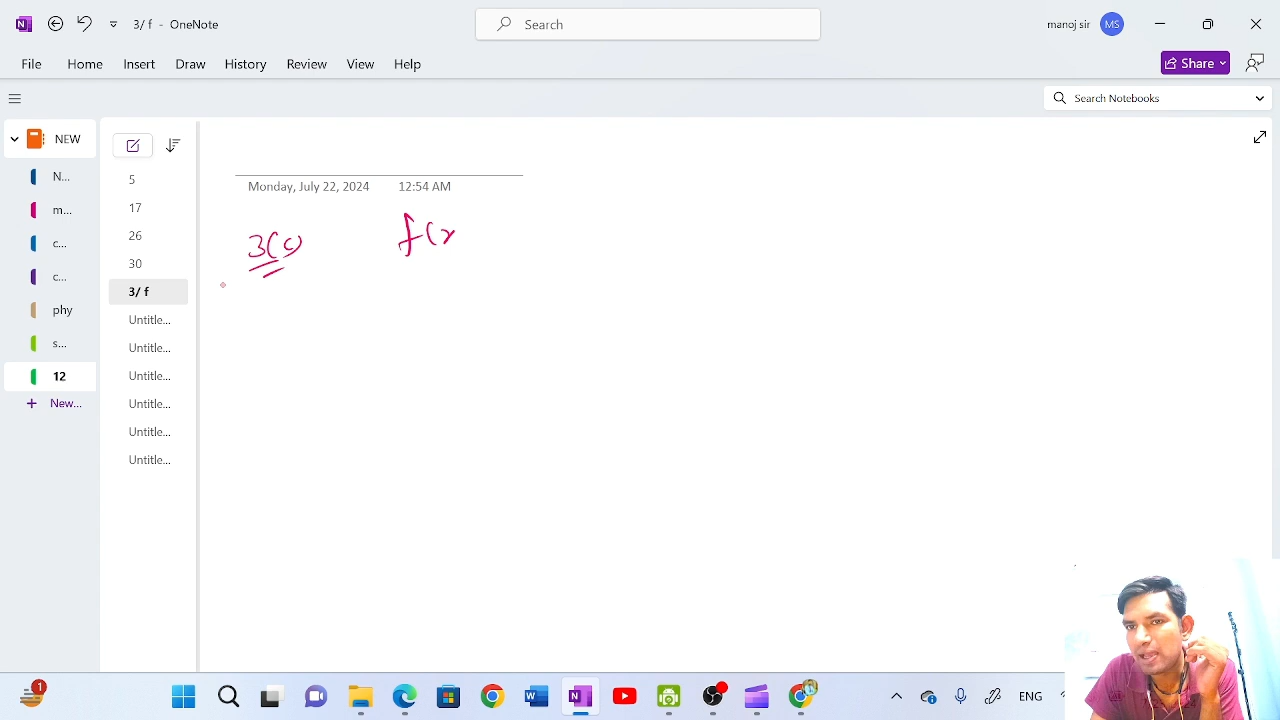 3/ f - OneNote
Search
manoj sir
MS
File Home Insert Draw History Review View Help
Share
Search Notebooks
NEW
N...
m...
c...
c...
phy
s...
12
New...
5
17
26
30
3/ f
Untitle...
Untitle...
Untitle...
Untitle...
Untitle...
Untitle...
Monday, July 22, 2024 12:54 AM
3(c) f(x
1
W
N
ENG